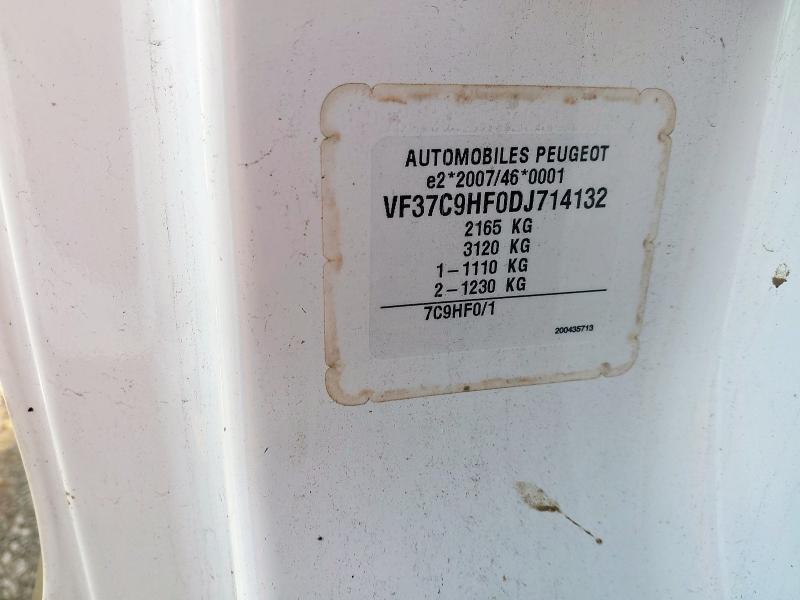 AUTOMOBILES PEUGEOT
e2*2007/46*0001
VF37C9HF0DJ714132
2165 KG
3120 KG
1-1110 KG
2-1230 KG
7C9HF0/1
200435713